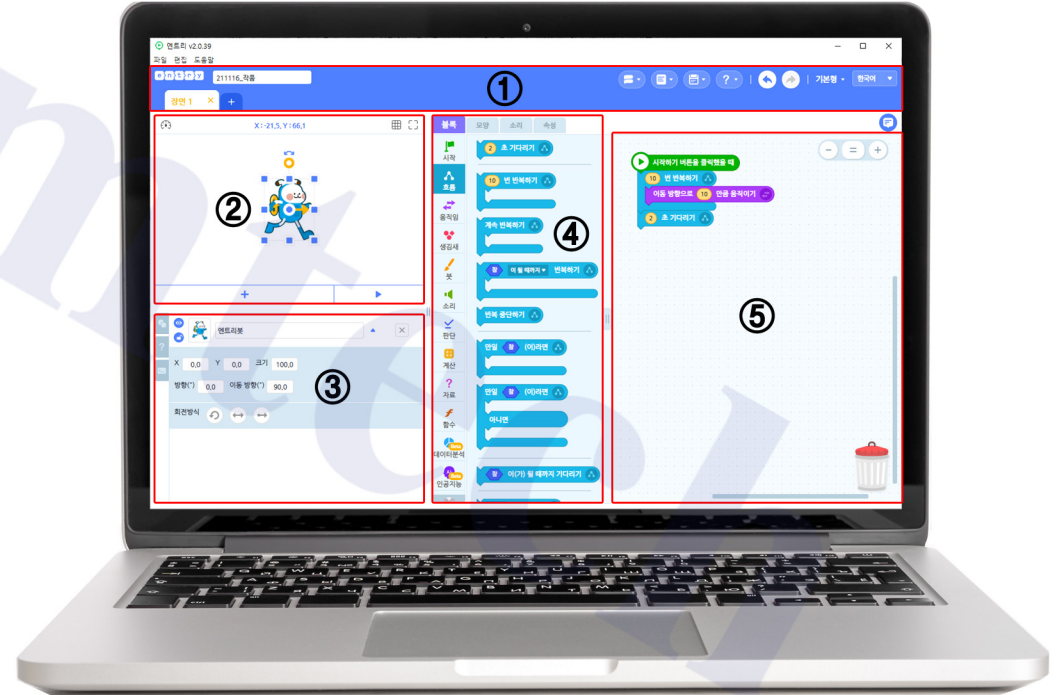 엔트리 v2.0.39
파일 편집 도움말
entry 211116_작품
기본형 한국어
장면 1 × +
①
X : -21,5, Y : 66,1
②
엔트리봇
X 0,0 Y 0,0 크기 100,0
방향(°) 0,0 이동 방향(°) 90,0
회전방식
③
블록 모양 소리 속성
시작
흐름
움직임
생김새
붓
소리
판단
계산
자료
함수
Beta
데이터분석
Beta
인공지능
2 초 기다리기
10 번 반복하기
계속 반복하기
④
참 이 될 때까지 ▼ 반복하기
반복 중단하기
만일 참 (이)라면
만일 참 (이)라면
아니면
참 이(가) 될 때까지 기다리기
시작하기 버튼을 클릭했을 때
10 번 반복하기
이동 방향으로 10 만큼 움직이기
2 초 기다리기
⑤
mtech